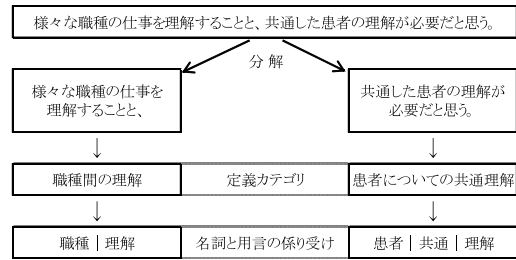 様々な職種の仕事を理解することと、共通した患者の理解が必要だと思う。
分 解
様々な職種の仕事を
理解することと、
共通した患者の理解が
必要だと思う。
職種間の理解 定義カテゴリ 患者についての共通理解
職種｜理解 名詞と用言の係り受け 患者｜共通｜理解